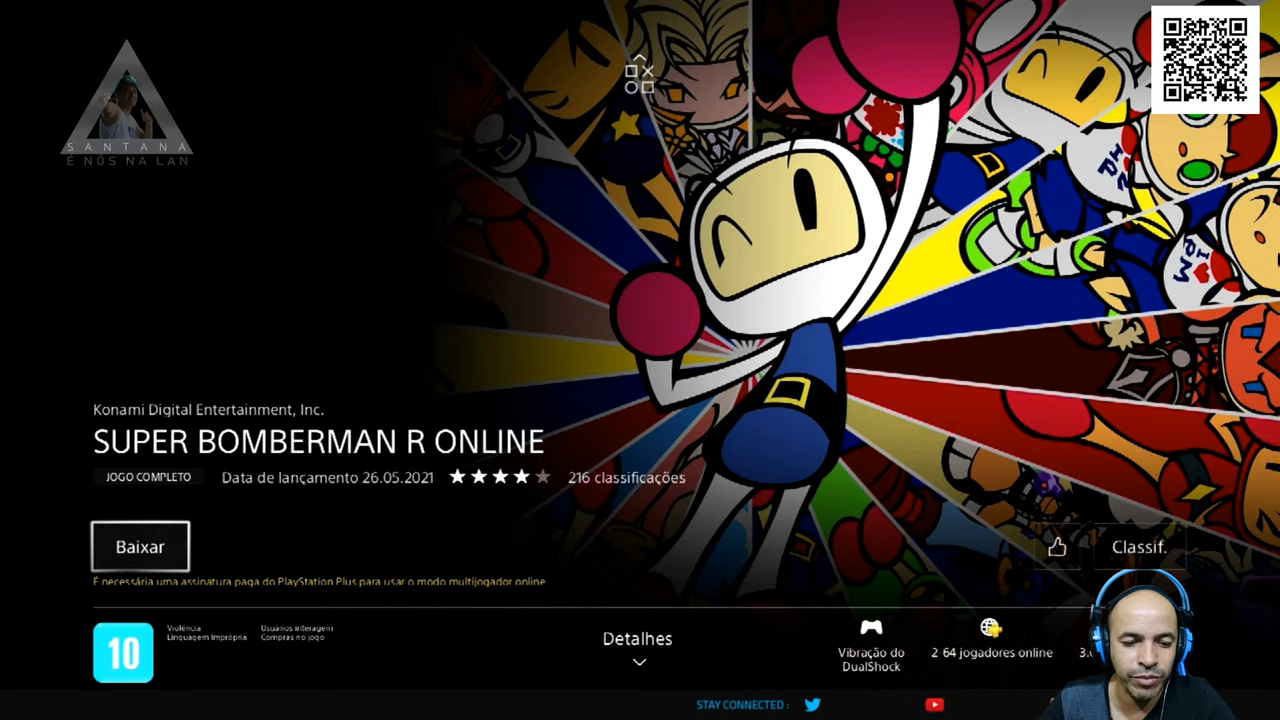 SANTANA
É NÓS NA LAN
Konami Digital Entertainment, Inc.
SUPER BOMBERMAN R ONLINE
JOGO COMPLETO
Data de lançamento 26.05.2021
216 classificações
Baixar
Classif.
É necessária uma assinatura paga do PlayStation Plus para usar o modo multijogador online
10
Violência
Linguagem Imprópria
Usuários interagem
Compras no jogo
Detalhes
Vibração do
DualShock
2-64 jogadores online
STAY CONNECTED :